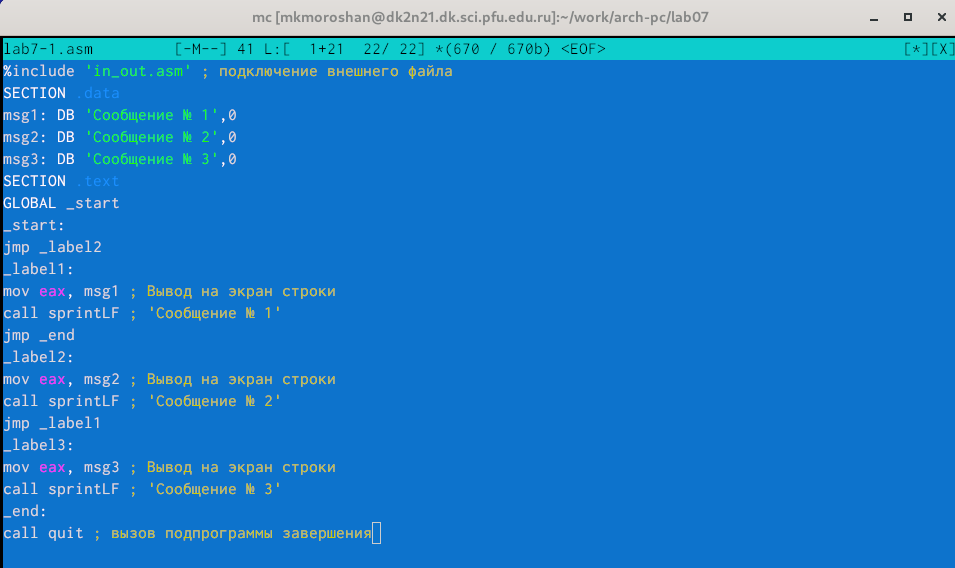 mc [mkmoroshan@dk2n21.dk.sci.pfu.edu.ru]:~/work/arch-pc/lab07
lab7-1.asm [-M--] 41 L:[ 1+21 22/ 22] *(670 / 670b) <EOF> [*][X]
%include 'in_out.asm' ; подключение внешнего файла
SECTION .data
msg1: DB 'Сообщение № 1',0
msg2: DB 'Сообщение № 2',0
msg3: DB 'Сообщение № 3',0
SECTION .text
GLOBAL _start
_start:
jmp _label2
_label1:
mov eax, msg1 ; Вывод на экран строки
call sprintLF ; 'Сообщение № 1'
jmp _end
_label2:
mov eax, msg2 ; Вывод на экран строки
call sprintLF ; 'Сообщение № 2'
jmp _label1
_label3:
mov eax, msg3 ; Вывод на экран строки
call sprintLF ; 'Сообщение № 3'
_end:
call quit ; вызов подпрограммы завершения